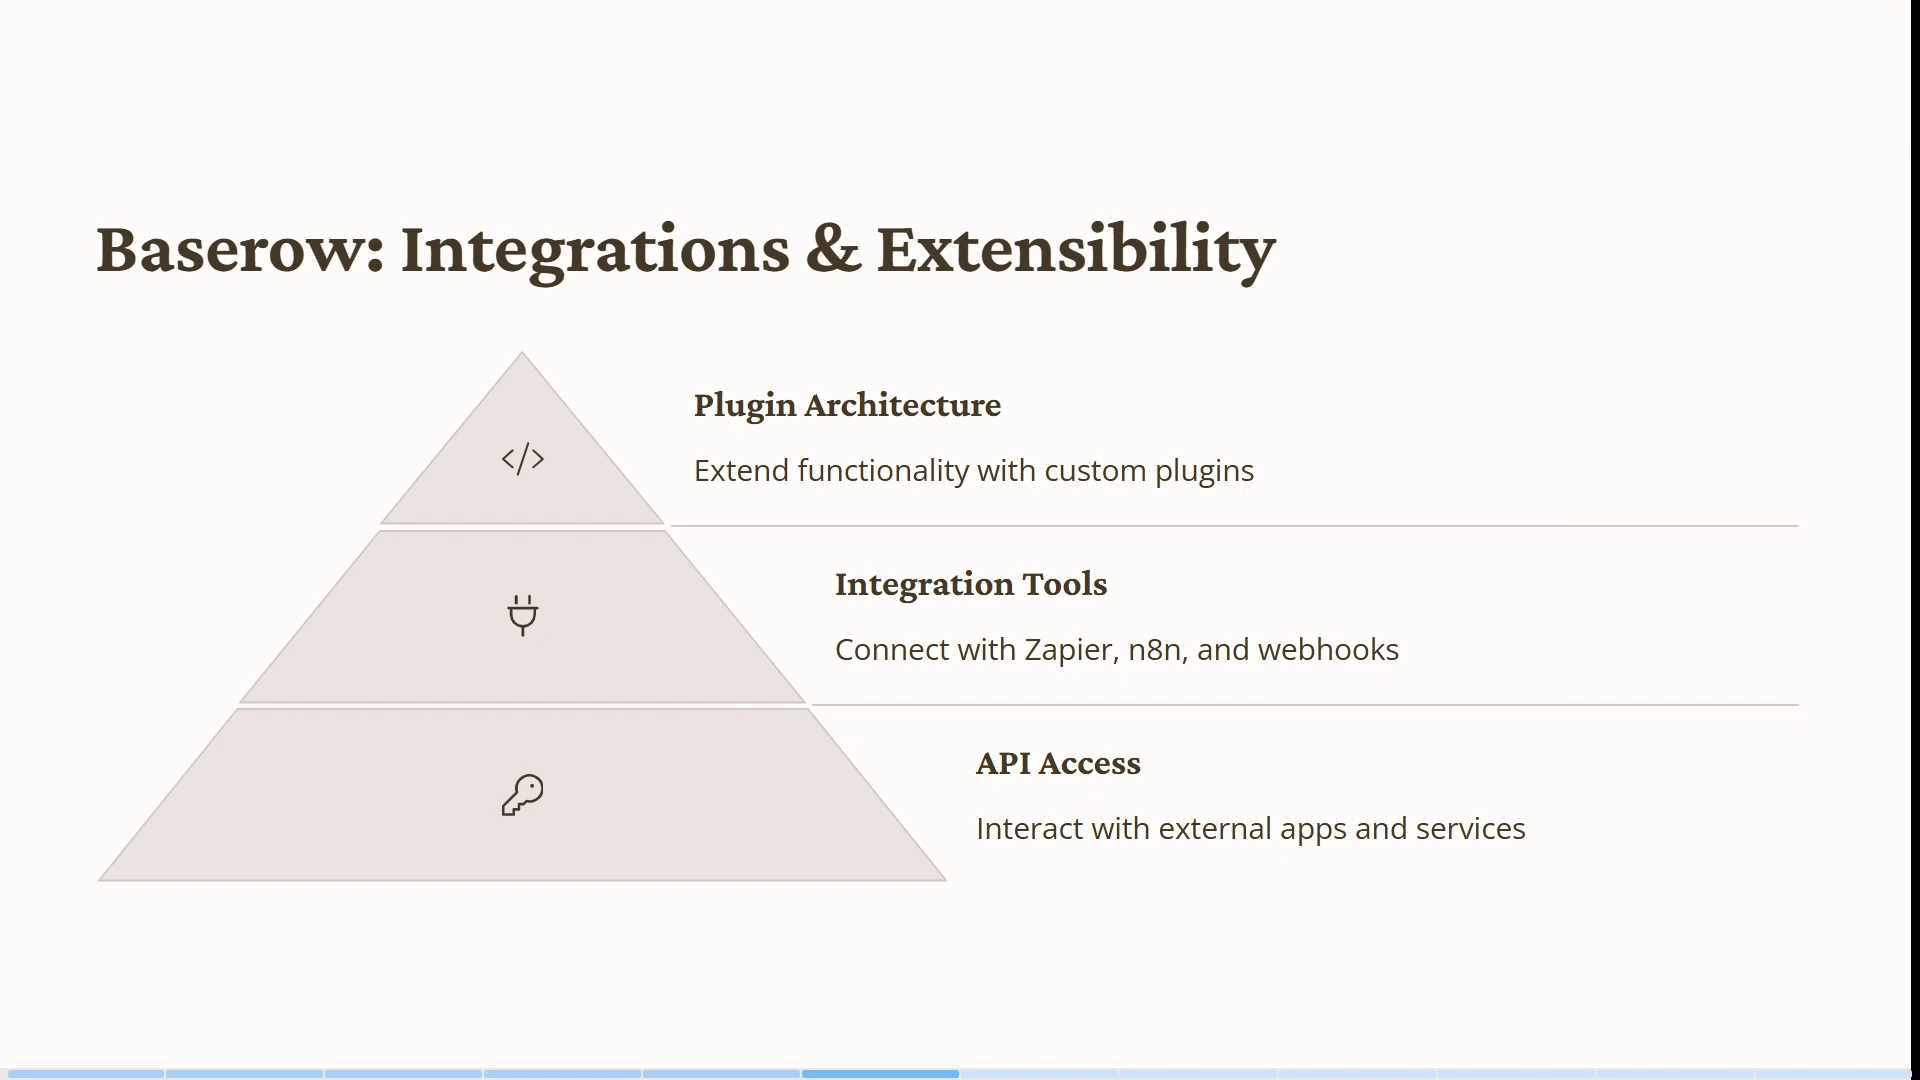 Baserow: Integrations & Extensibility
Plugin Architecture
Extend functionality with custom plugins
Integration Tools
Connect with Zapier, n8n, and webhooks
API Access
Interact with external apps and services